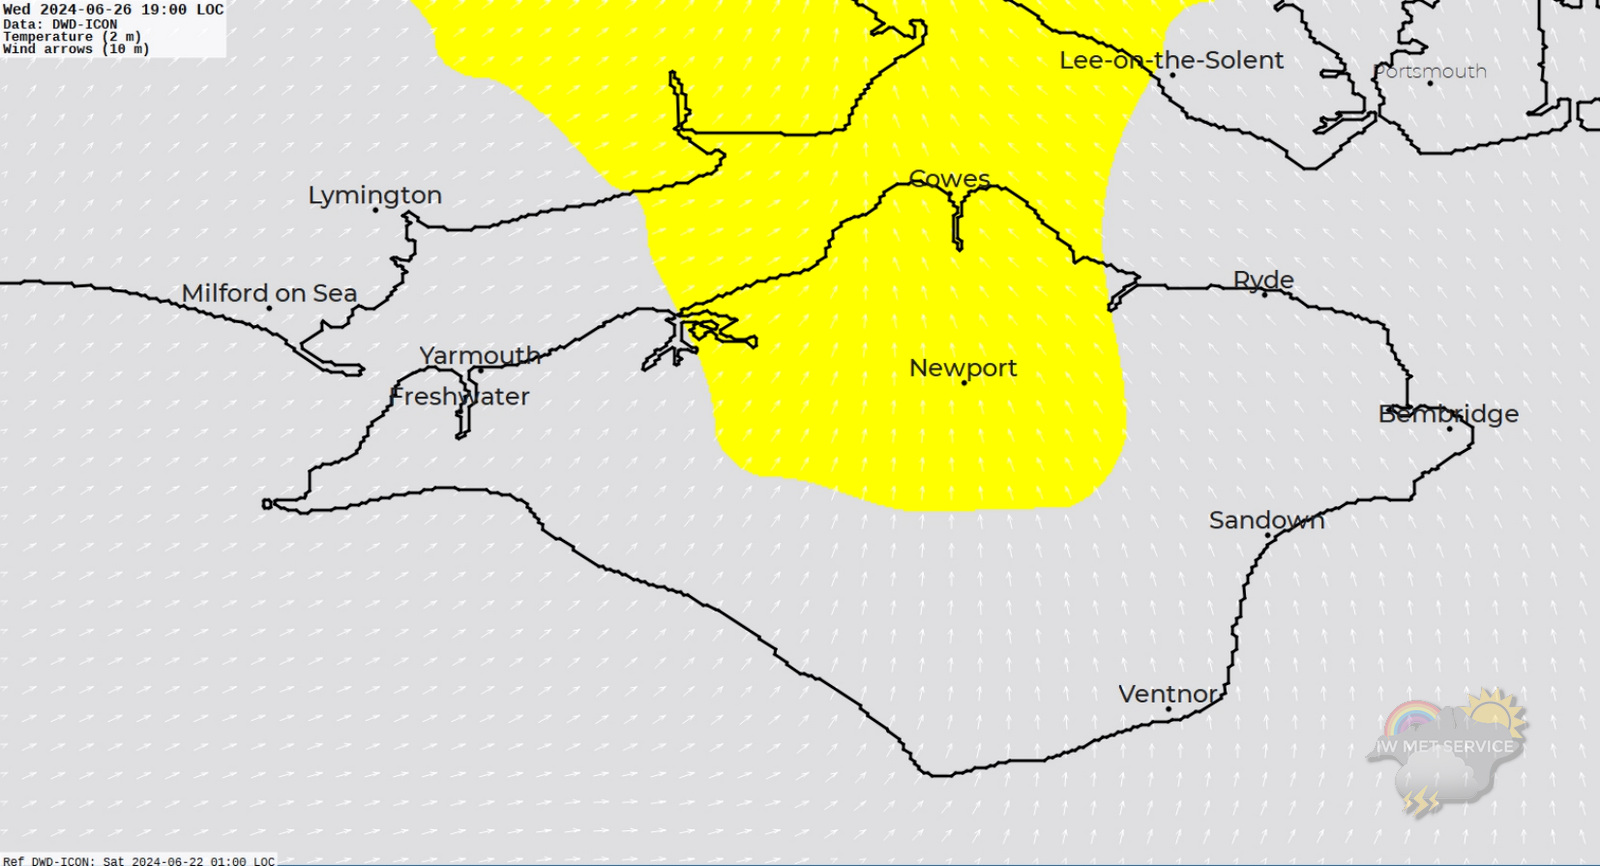 Wed 2024-06-26 19:00 LOC
Data: DWD-ICON
Temperature (2 m)
Wind arrows (10 m)
Lee-on-the-Solent
Portsmouth
Cowes
Lymington
Ryde
Milford on Sea
Yarmouth
Newport
Freshwater
Bembridge
Sandown
Ventnor
IW MET SERVICE
Ref DWD-ICON: Sat 2024-06-22 01:00 LOC